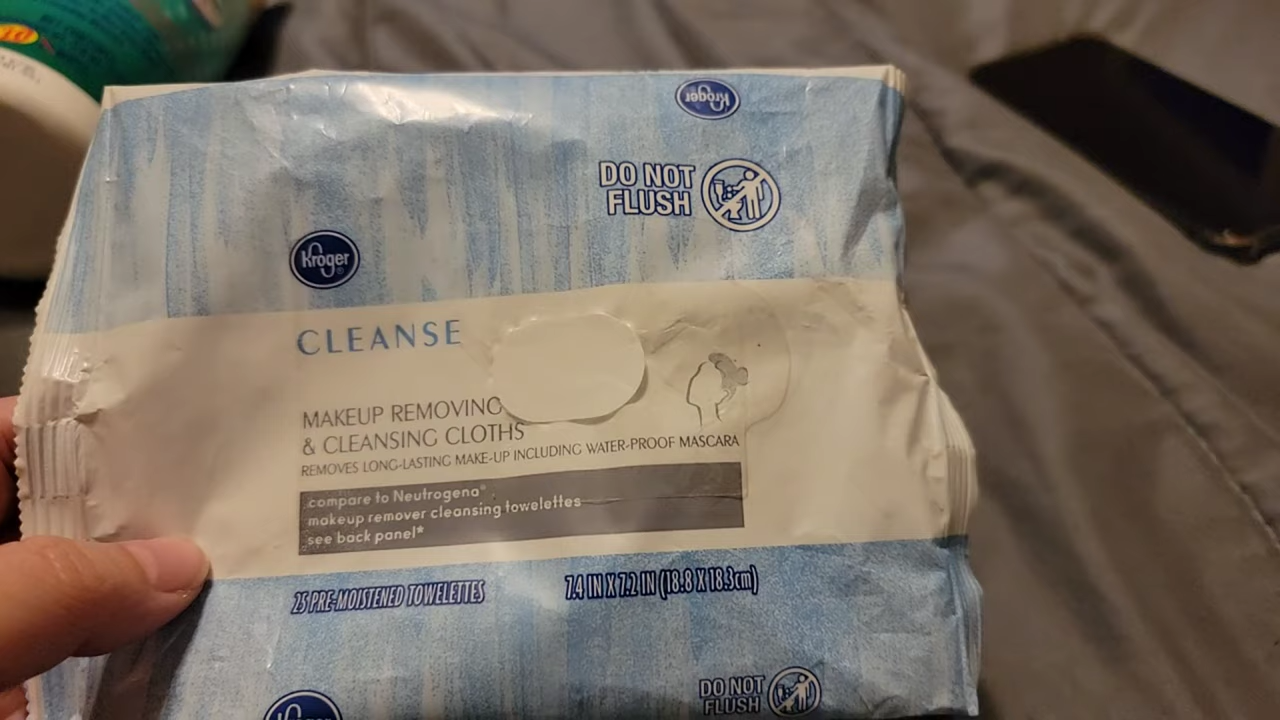 Kroger
DO NOT
FLUSH
Kroger
CLEANSE
MAKEUP REMOVING
& CLEANSING CLOTHS
REMOVES LONG-LASTING MAKE-UP INCLUDING WATER-PROOF MASCARA
compare to Neutrogena®
makeup remover cleansing towelettes
see back panel*
25 PRE-MOISTENED TOWELETTES
7.4 IN X 7.2 IN (18.8 X 18.3cm)
DO NOT
FLUSH
Kroger